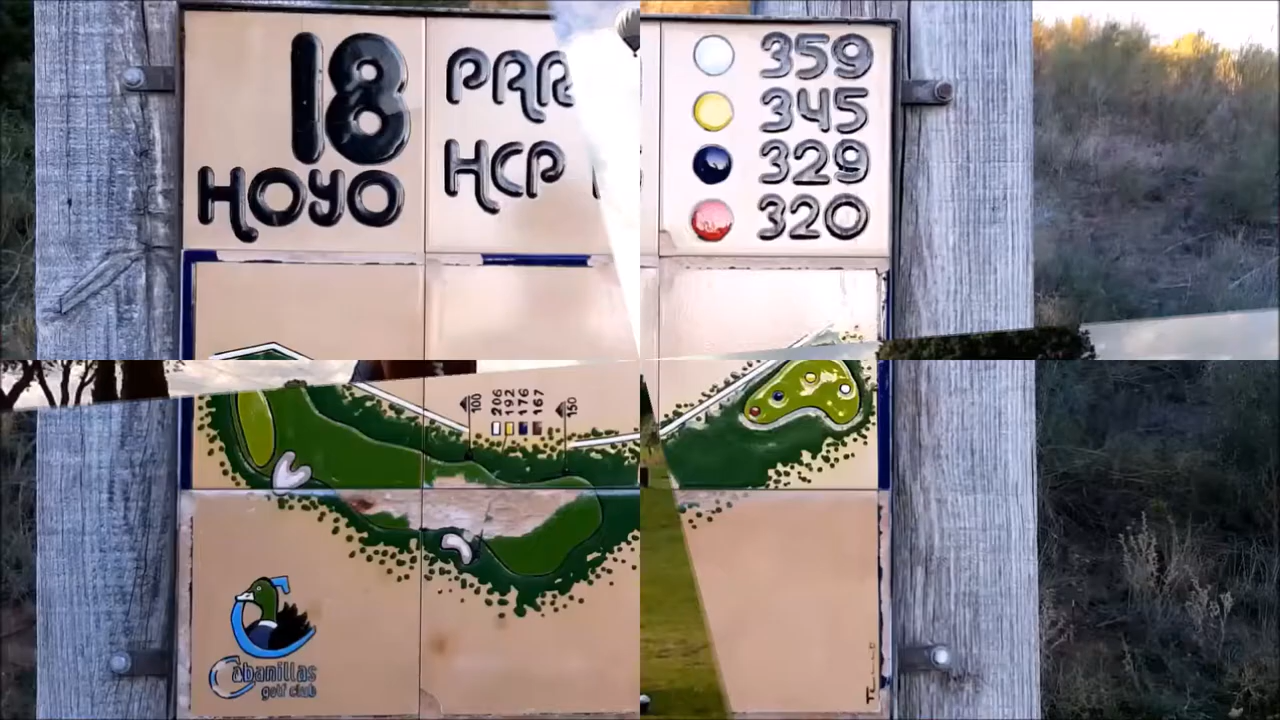 18
HOYO
PAR
HCP
359
345
329
320
100
206
192
176
167
150
Cabanillas
golf club